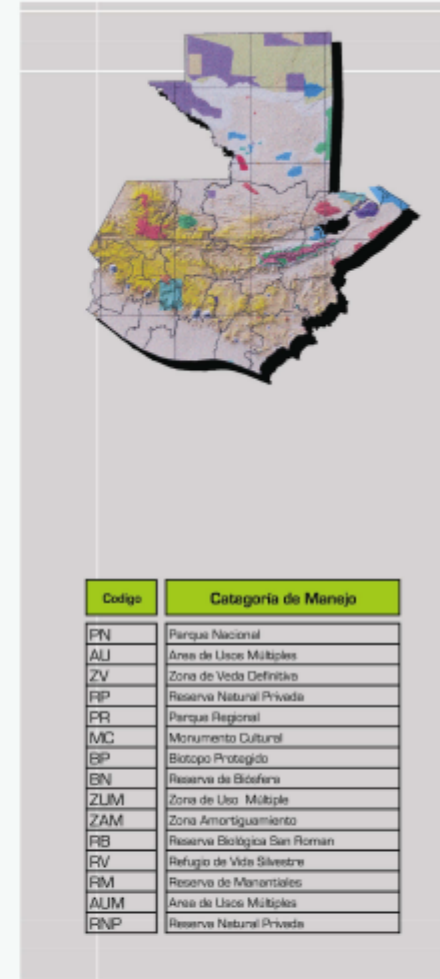 Codigo Categoría de Manejo
PN Parque Nacional
AU Area de Usos Múltiples
ZV Zona de Veda Definitiva
RP Reserva Natural Privada
PR Parque Regional
MC Monumento Cultural
BP Biotopo Protegido
BN Reserva de Biósfera
ZUM Zona de Uso Múltiple
ZAM Zona Amortiguamiento
RB Reserva Biológica San Roman
RV Refugio de Vida Silvestre
RM Reserva de Manantiales
AUM Area de Usos Múltiples
RNP Reserva Natural Privada